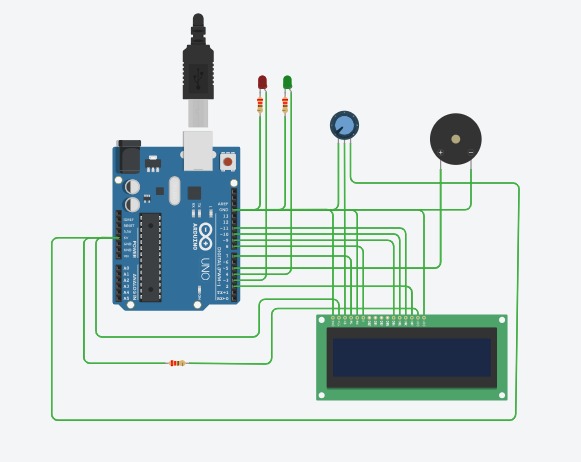 AREF
GND
13
12
~11
~10
~9
8
7
~6
~5
4
~3
2
TX→1
RX←0
DIGITAL (PWM~)
ARDUINO
UNO
RESET
3.3V
5V
GND
GND
Vin
POWER
A0
A1
A2
A3
A4
A5
ANALOG IN
+
−